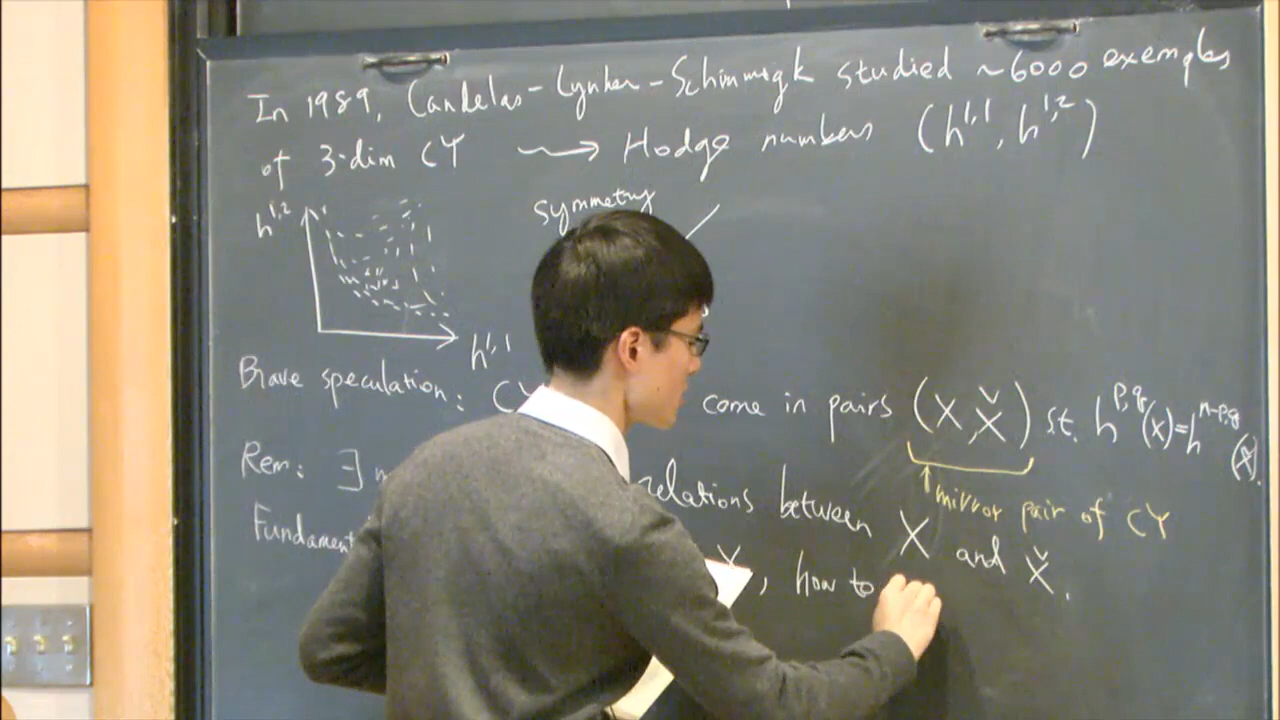 In 1989, Candelas-Lynker-Schimmrigk studied ~6000 examples
of 3-dim CY ⇝ Hodge numbers (h^{1,1}, h^{1,2})
symmetry
h^{1,2}
h^{1,1}
Brave speculation: CY come in pairs (X, X̌) st. h^{p,q}(X)=h^{n-p,q}(X̌).
↑ mirror pair of CY
Rem: ∃ relations between X and X̌.
X, how to